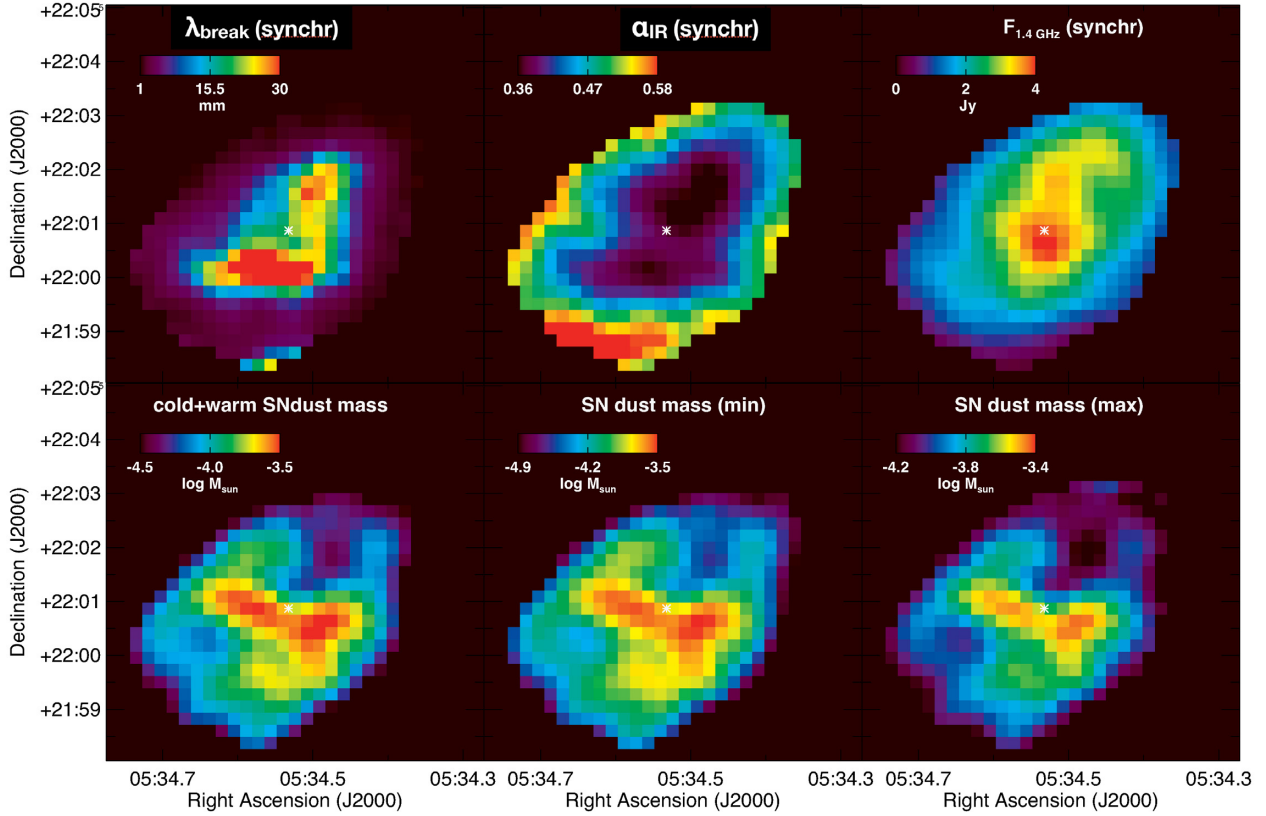 λbreak (synchr)
αIR (synchr)
F1.4 GHz (synchr)
1 15.5 30
mm
0.36 0.47 0.58
0 2 4
Jy
+22:05
+22:04
+22:03
+22:02
+22:01
+22:00
+21:59
Declination (J2000)
cold+warm SNdust mass
SN dust mass (min)
SN dust mass (max)
-4.5 -4.0 -3.5
log Msun
-4.9 -4.2 -3.5
log Msun
-4.2 -3.8 -3.4
log Msun
+22:05
+22:04
+22:03
+22:02
+22:01
+22:00
+21:59
Declination (J2000)
05:34.7 05:34.5 05:34.3
05:34.7 05:34.5
05:34.7 05:34.5 05:34.3
Right Ascension (J2000)
Right Ascension (J2000)
Right Ascension (J2000)